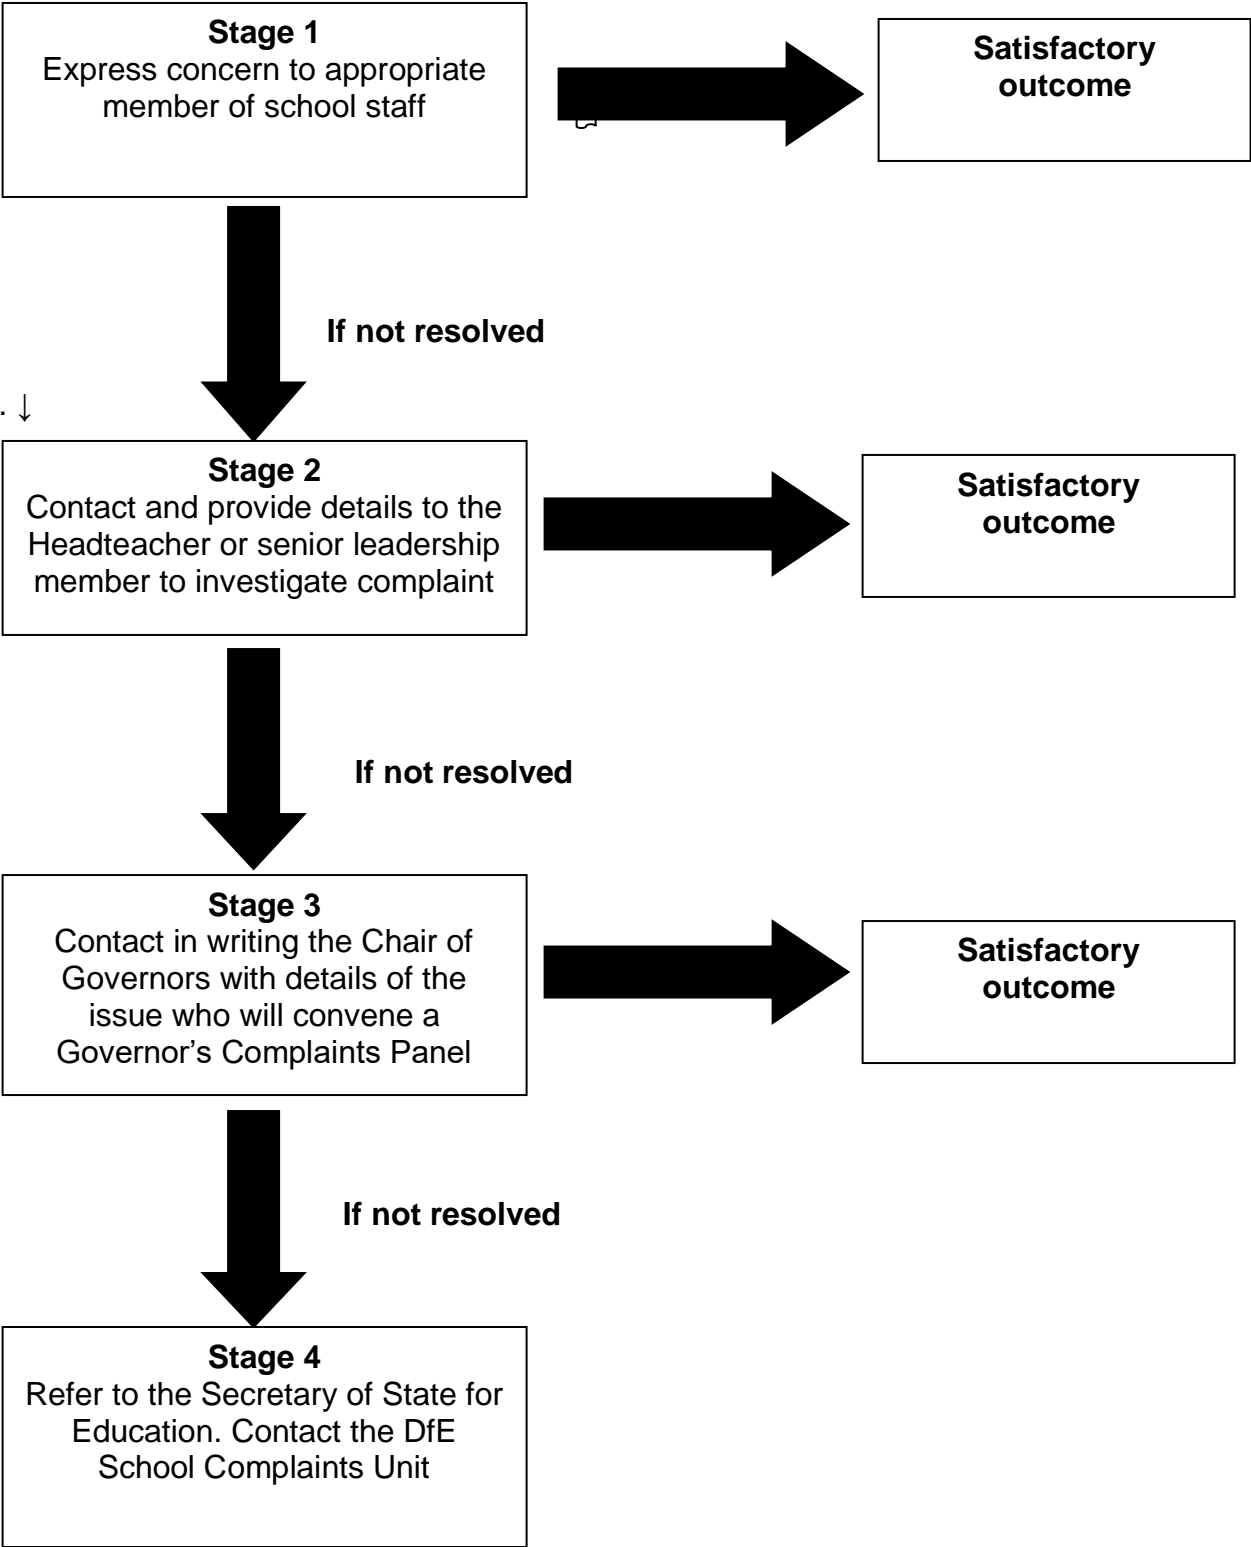 Stage 1
Express concern to appropriate
member of school staff
Satisfactory
outcome
If not resolved
. ↓
Stage 2
Contact and provide details to the
Headteacher or senior leadership
member to investigate complaint
Satisfactory
outcome
If not resolved
Stage 3
Contact in writing the Chair of
Governors with details of the
issue who will convene a
Governor’s Complaints Panel
Satisfactory
outcome
If not resolved
Stage 4
Refer to the Secretary of State for
Education. Contact the DfE
School Complaints Unit